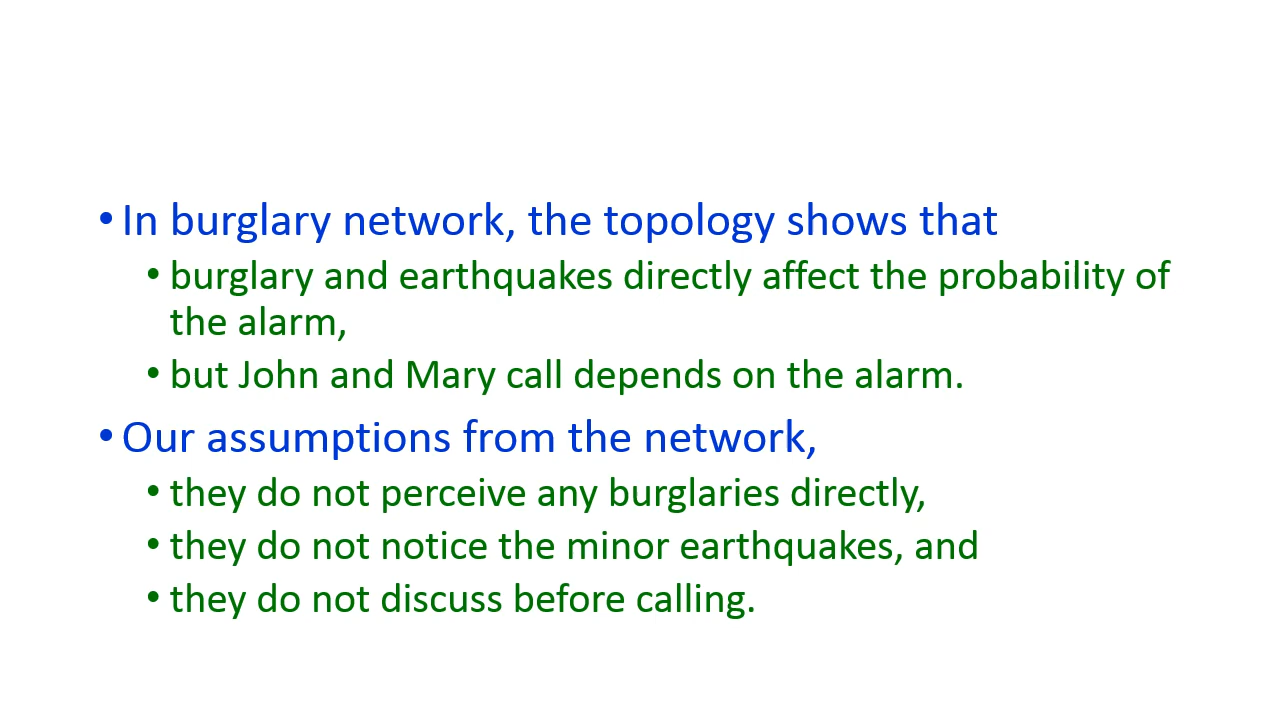 • In burglary network, the topology shows that
• burglary and earthquakes directly affect the probability of
the alarm,
• but John and Mary call depends on the alarm.
• Our assumptions from the network,
• they do not perceive any burglaries directly,
• they do not notice the minor earthquakes, and
• they do not discuss before calling.